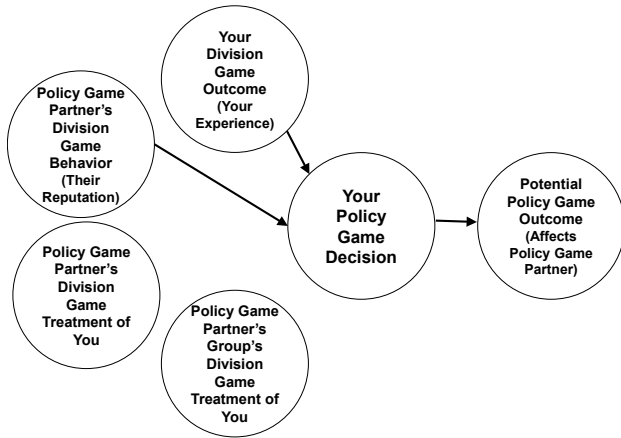 Your
Division
Game
Outcome
(Your
Experience)
Policy Game
Partner's
Division
Game
Behavior
(Their
Reputation)
Your
Policy
Game
Decision
Potential
Policy Game
Outcome
(Affects
Policy Game
Partner)
Policy Game
Partner's
Division
Game
Treatment of
You
Policy Game
Partner's
Group's
Division
Game
Treatment of
You